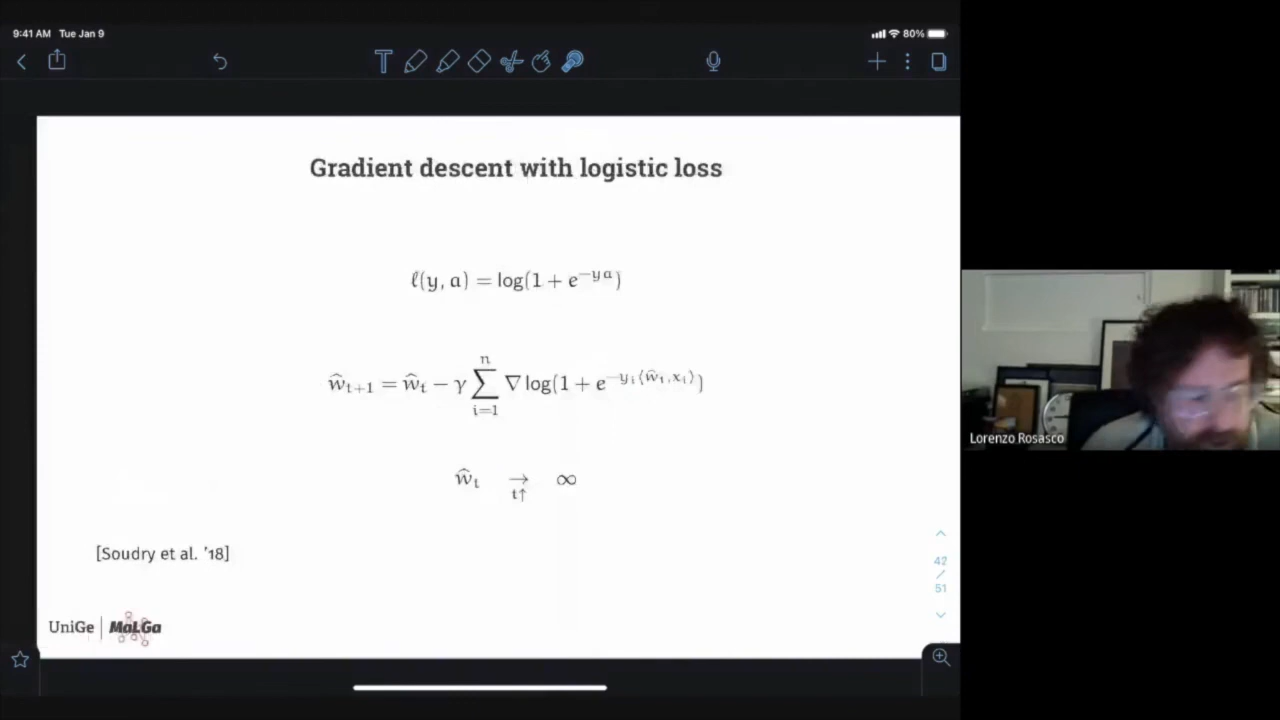 9:41 AM Tue Jan 9
80%
Gradient descent with logistic loss
ℓ(y, a) = log(1 + e^{−ya})
ŵ_{t+1} = ŵ_t − γ ∑_{i=1}^{n} ∇ log(1 + e^{−y_i⟨ŵ_t, x_i⟩})
ŵ_t →_{t↑} ∞
[Soudry et al. '18]
UniGe | MaLGa
42
/
51
Lorenzo Rosasco